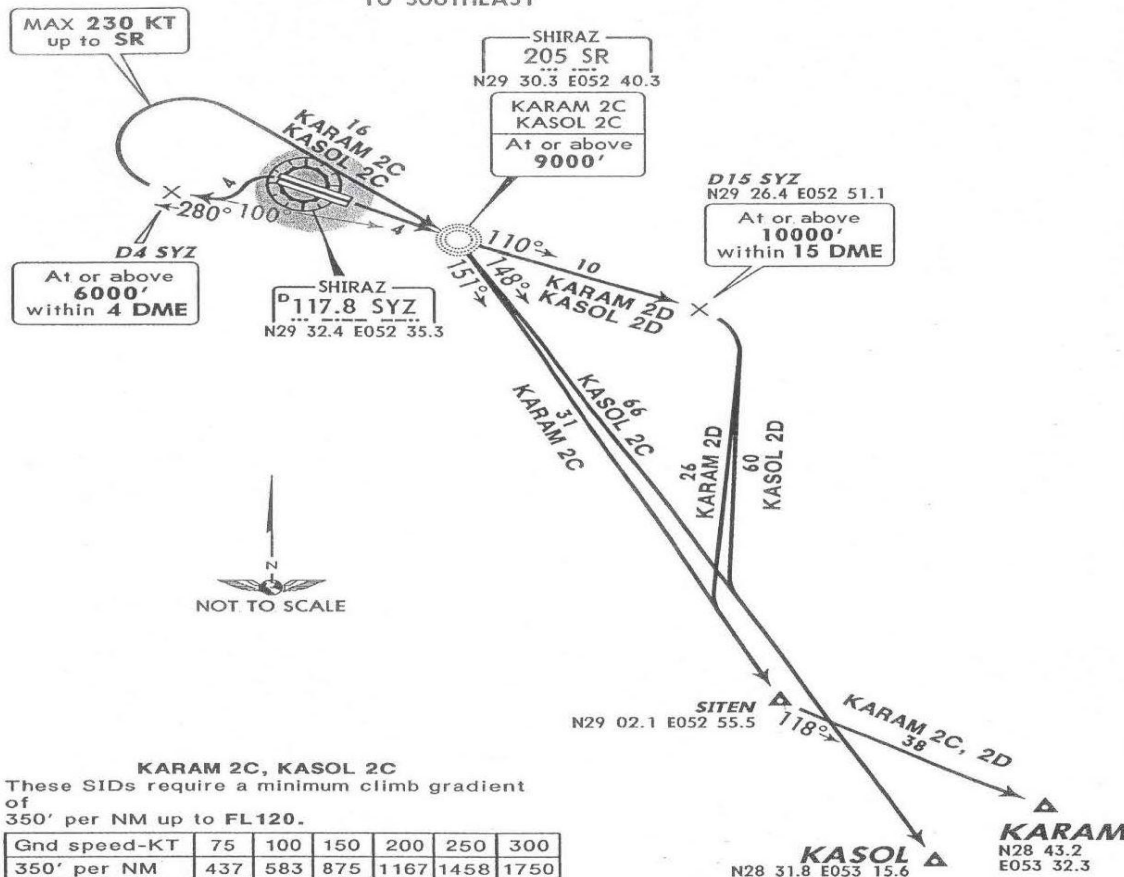 TO SOUTHEAST
MAX 230 KT
up to SR
SHIRAZ
205 SR
N29 30.3 E052 40.3
KARAM 2C
KASOL 2C
At or above
9000'
16
KARAM 2C
KASOL 2C
D15 SYZ
N29 26.4 E052 51.1
At or above
10000'
within 15 DME
4
280° 100°
4
D4 SYZ
At or above
6000'
within 4 DME
SHIRAZ
D 117.8 SYZ
N29 32.4 E052 35.3
110°
10
KARAM 2D
KASOL 2D
151°
148°
66
KASOL 2C
31
KARAM 2C
26
KARAM 2D
60
KASOL 2D
N
NOT TO SCALE
SITEN
N29 02.1 E052 55.5
118°
KARAM 2C, 2D
38
KARAM 2C, KASOL 2C
These SIDs require a minimum climb gradient
of
350' per NM up to FL120.
Gnd speed-KT 75 100 150 200 250 300
350' per NM 437 583 875 1167 1458 1750
KASOL
N28 31.8 E053 15.6
KARAM
N28 43.2
E053 32.3